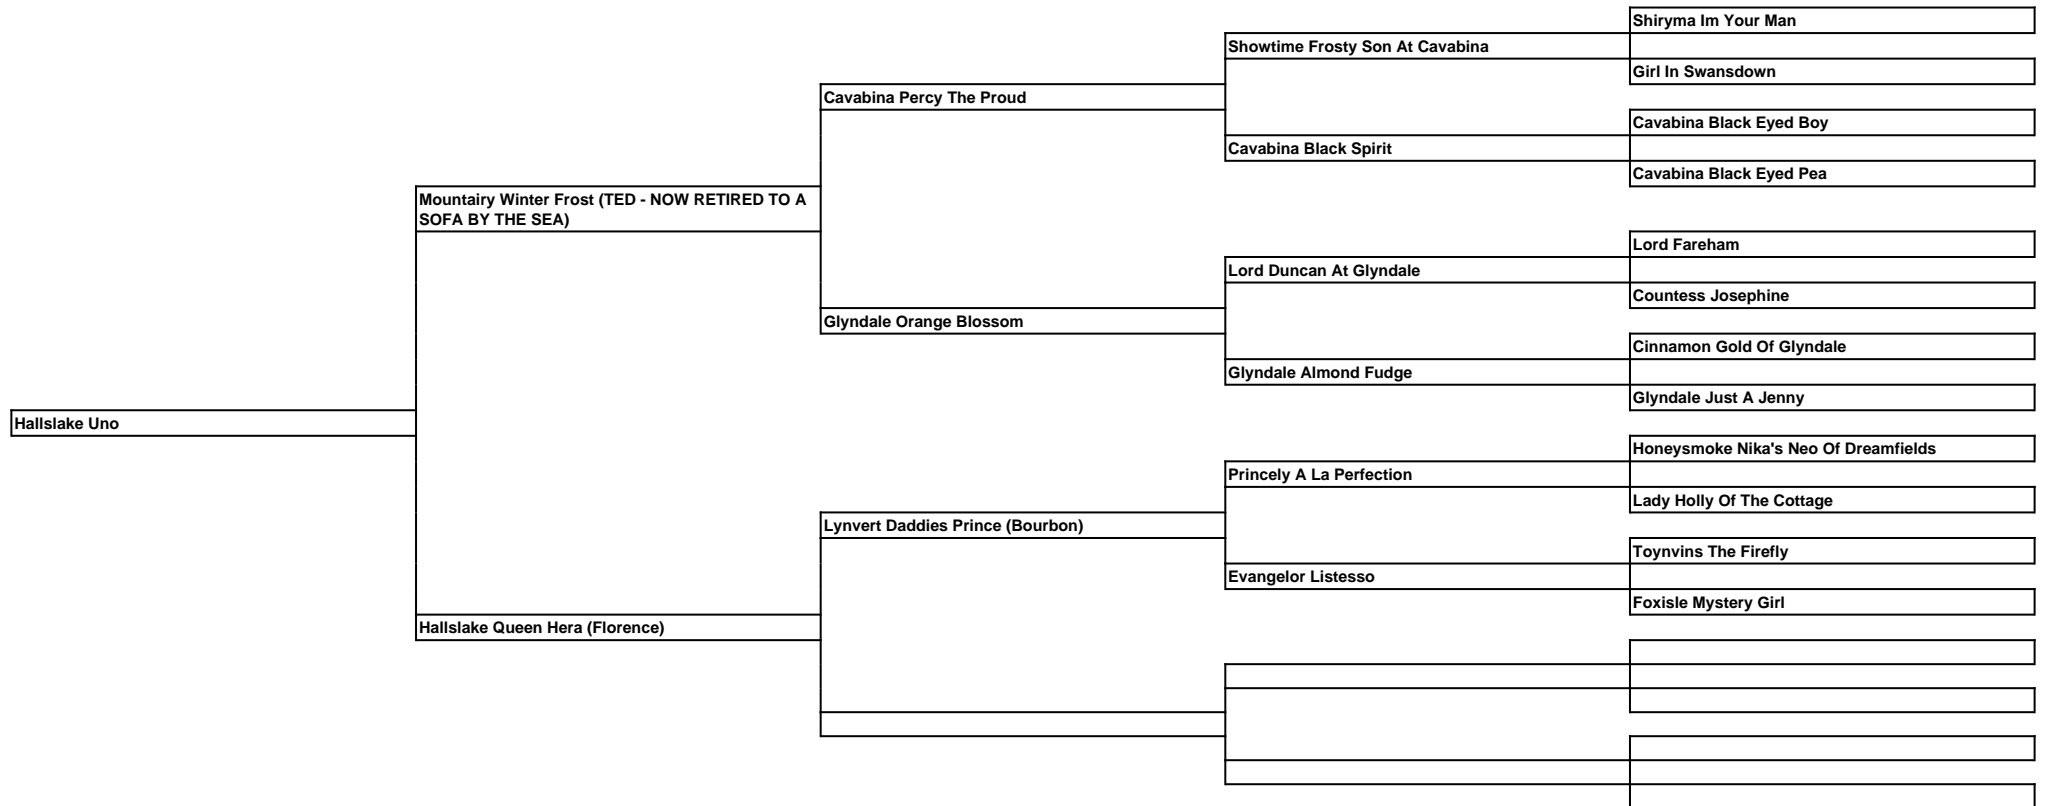 Shiryma Im Your Man
Showtime Frosty Son At Cavabina
Girl In Swansdown
Cavabina Percy The Proud
Cavabina Black Eyed Boy
Cavabina Black Spirit
Cavabina Black Eyed Pea
Mountairy Winter Frost (TED - NOW RETIRED TO A
SOFA BY THE SEA)
Lord Fareham
Lord Duncan At Glyndale
Countess Josephine
Glyndale Orange Blossom
Cinnamon Gold Of Glyndale
Glyndale Almond Fudge
Glyndale Just A Jenny
Hallslake Uno
Honeysmoke Nika's Neo Of Dreamfields
Princely A La Perfection
Lady Holly Of The Cottage
Lynvert Daddies Prince (Bourbon)
Toynvins The Firefly
Evangelor Listesso
Foxisle Mystery Girl
Hallslake Queen Hera (Florence)